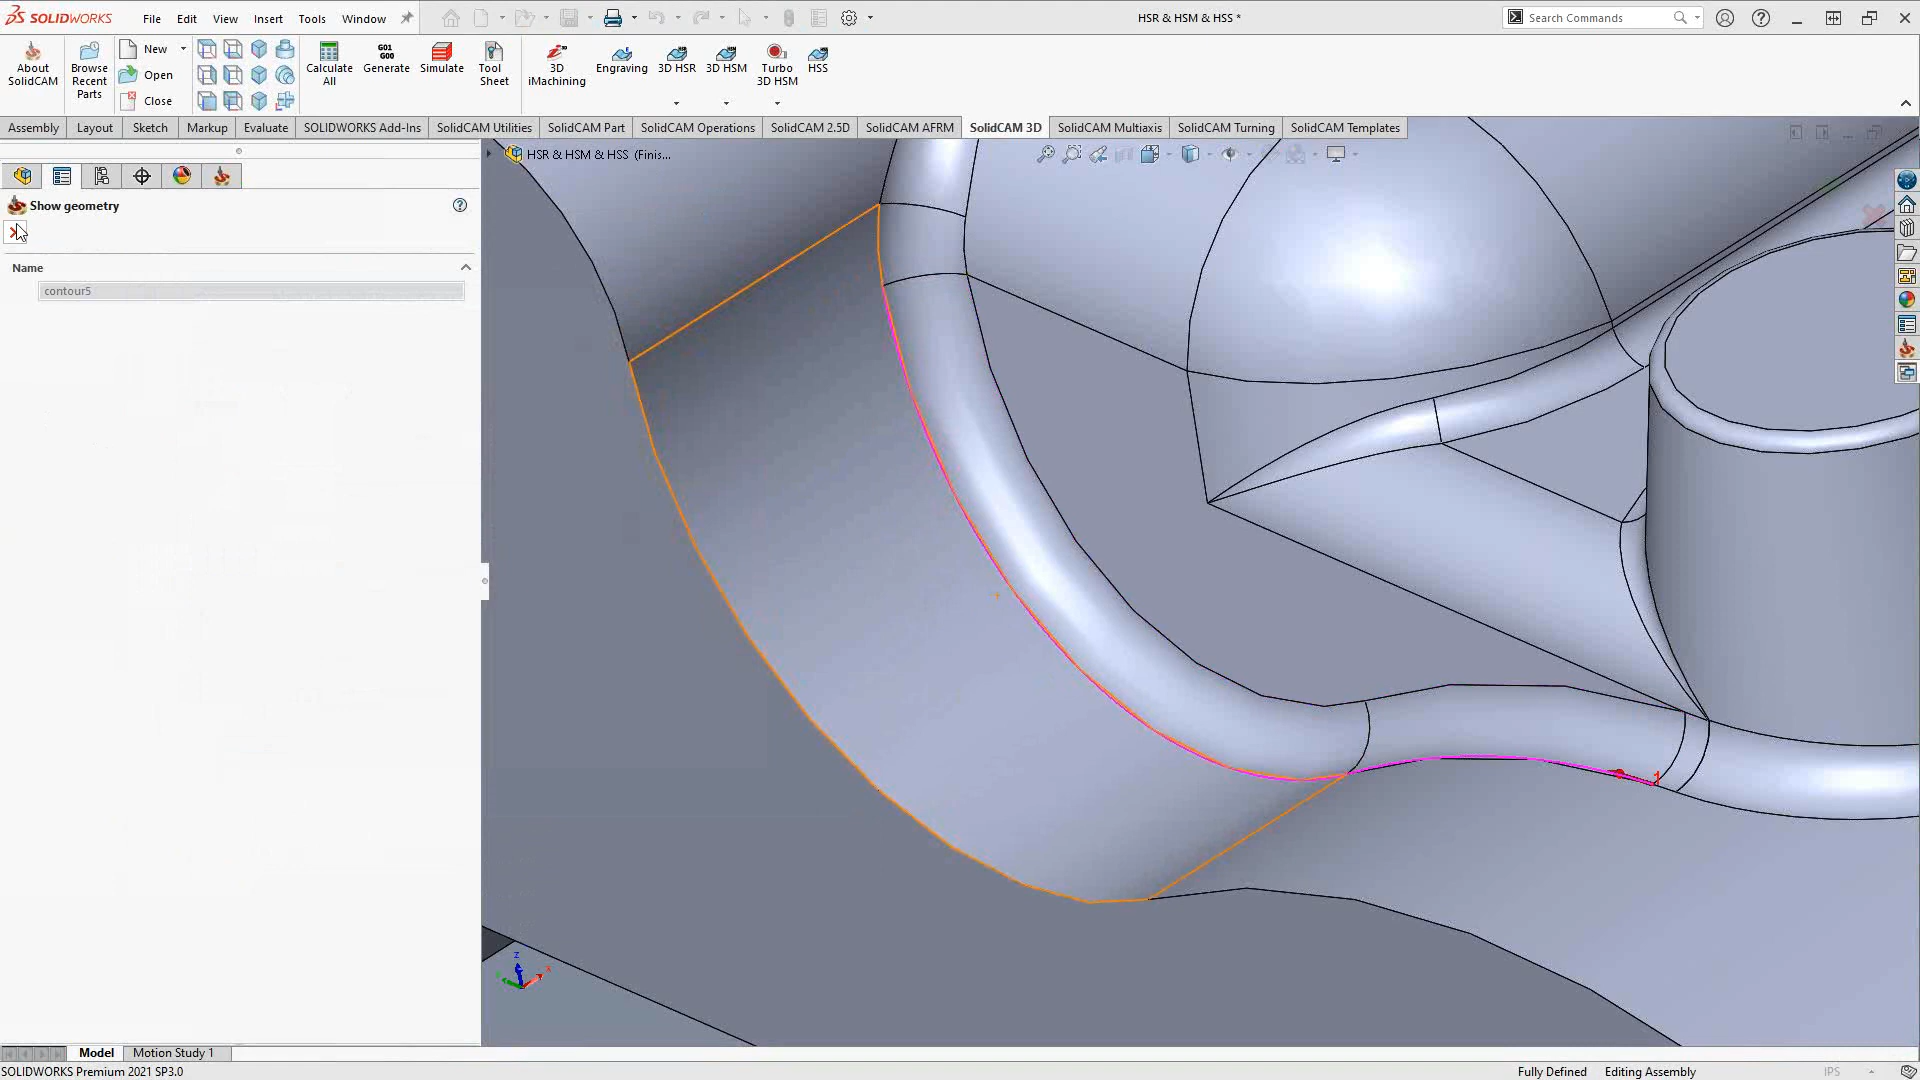 SOLIDWORKS
File Edit View Insert Tools Window
HSR & HSM & HSS *
Search Commands
About SolidCAM
Browse Recent Parts
New
Open
Close
Calculate All
G01 G00
Generate
Simulate
Tool Sheet
3D iMachining
Engraving
3D HSR
3D HSM
Turbo 3D HSM
HSS
Assembly Layout Sketch Markup Evaluate SOLIDWORKS Add-Ins SolidCAM Utilities SolidCAM Part SolidCAM Operations SolidCAM 2.5D SolidCAM AFRM SolidCAM 3D SolidCAM Multiaxis SolidCAM Turning SolidCAM Templates
HSR & HSM & HSS (Finis...
Show geometry
Name
contour5
1
Z
X
Model Motion Study 1
SOLIDWORKS Premium 2021 SP3.0
Fully Defined Editing Assembly IPS